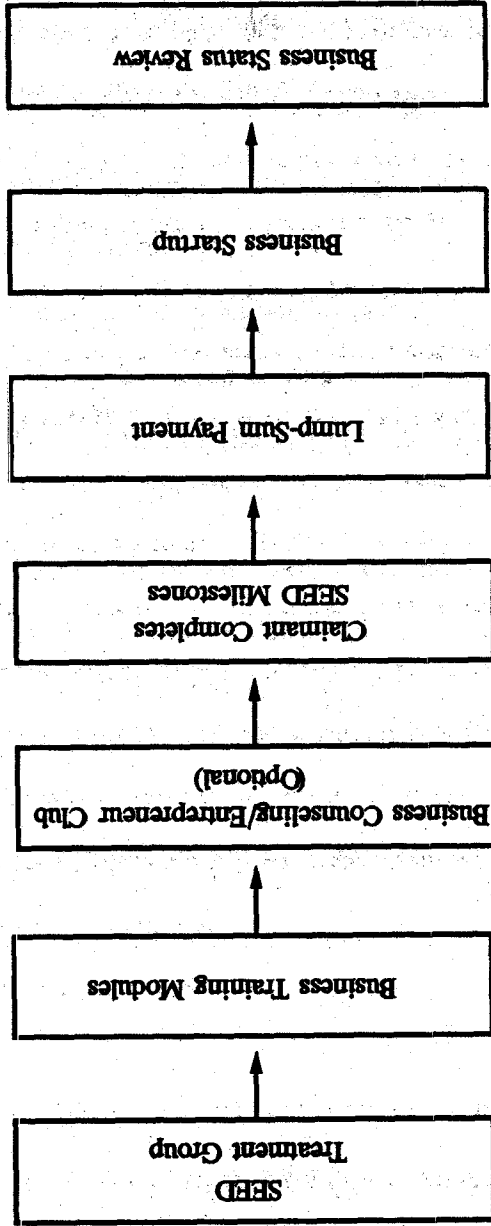 SEED
Treatment Group
Business Training Modules
Business Counseling/Entrepreneur Club
(Optional)
Claimant Completes
SEED Milestones
Lump-Sum Payment
Business Startup
Business Status Review